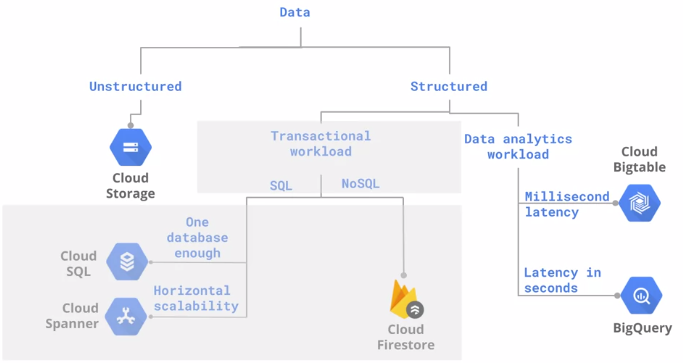 Data
Unstructured
Structured
Cloud
Storage
Transactional
workload
Data analytics
workload
SQL
NoSQL
Cloud
Bigtable
Millisecond
latency
One
database
enough
Cloud
SQL
Horizontal
scalability
Cloud
Spanner
Cloud
Firestore
Latency in
seconds
BigQuery